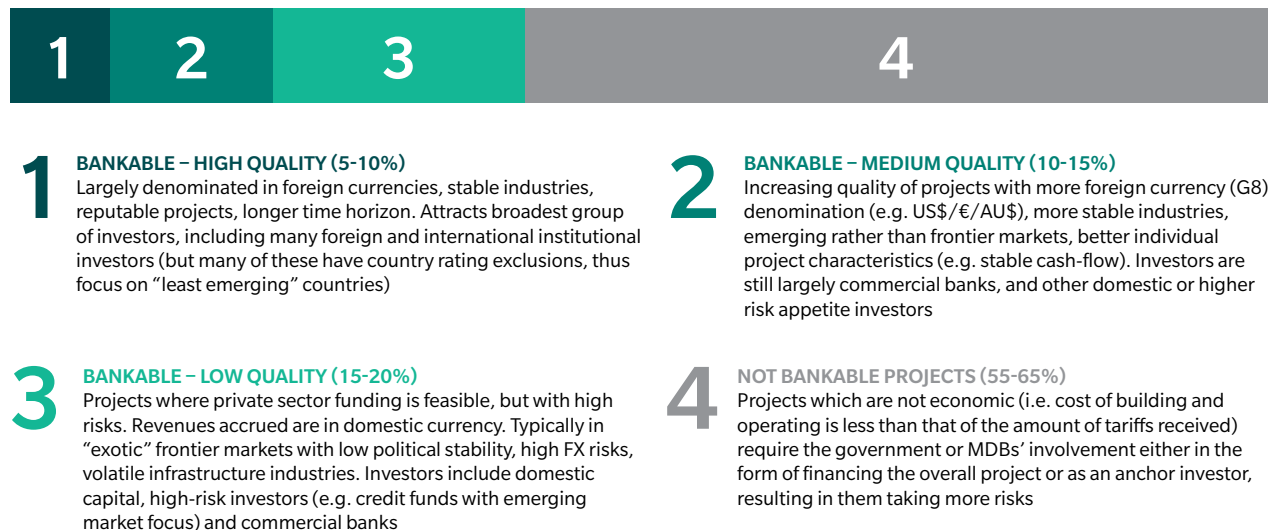 1
2
3
4
1
BANKABLE – HIGH QUALITY (5-10%)
Largely denominated in foreign currencies, stable industries,
reputable projects, longer time horizon. Attracts broadest group
of investors, including many foreign and international institutional
investors (but many of these have country rating exclusions, thus
focus on “least emerging” countries)
2
BANKABLE – MEDIUM QUALITY (10-15%)
Increasing quality of projects with more foreign currency (G8)
denomination (e.g. US$/€/AU$), more stable industries,
emerging rather than frontier markets, better individual
project characteristics (e.g. stable cash-flow). Investors are
still largely commercial banks, and other domestic or higher
risk appetite investors
3
BANKABLE – LOW QUALITY (15-20%)
Projects where private sector funding is feasible, but with high
risks. Revenues accrued are in domestic currency. Typically in
“exotic” frontier markets with low political stability, high FX risks,
volatile infrastructure industries. Investors include domestic
capital, high-risk investors (e.g. credit funds with emerging
market focus) and commercial banks
4
NOT BANKABLE PROJECTS (55-65%)
Projects which are not economic (i.e. cost of building and
operating is less than that of the amount of tariffs received)
require the government or MDBs’ involvement either in the
form of financing the overall project or as an anchor investor,
resulting in them taking more risks